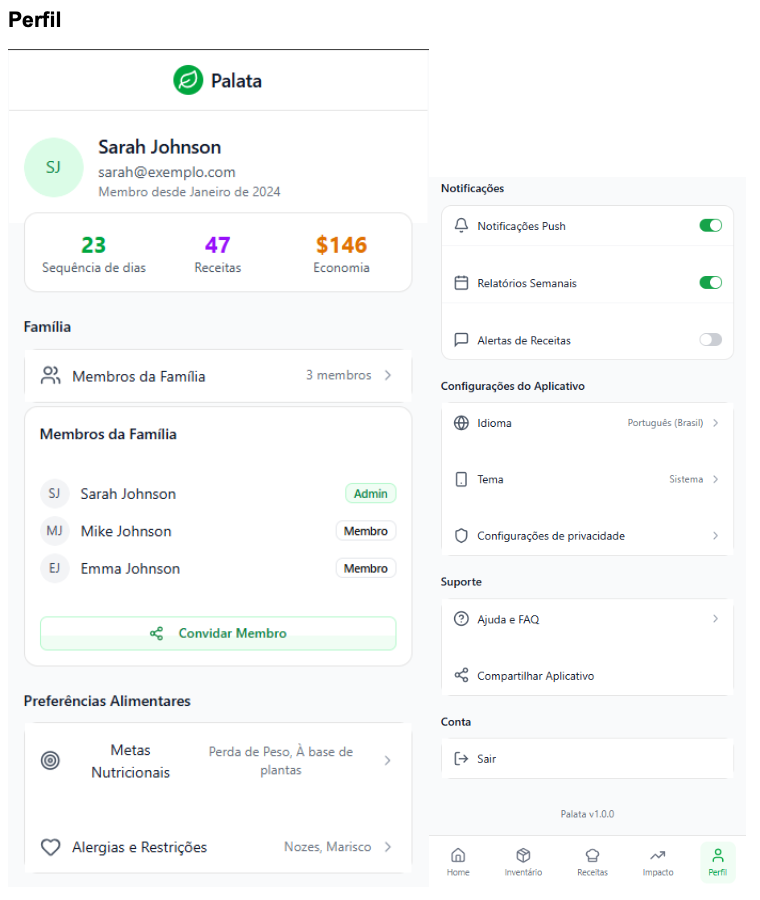 Perfil
Palata
SJ
Sarah Johnson
sarah@exemplo.com
Membro desde Janeiro de 2024
23
Sequência de dias
47
Receitas
$146
Economia
Família
Membros da Família
3 membros
Membros da Família
SJ
Sarah Johnson
Admin
MJ
Mike Johnson
Membro
EJ
Emma Johnson
Membro
Convidar Membro
Preferências Alimentares
Metas
Nutricionais
Perda de Peso, À base de
plantas
Alergias e Restrições
Nozes, Marisco
Notificações
Notificações Push
Relatórios Semanais
Alertas de Receitas
Configurações do Aplicativo
Idioma
Português (Brasil)
Tema
Sistema
Configurações de privacidade
Suporte
Ajuda e FAQ
Compartilhar Aplicativo
Conta
Sair
Palata v1.0.0
Home
Inventário
Receitas
Impacto
Perfil